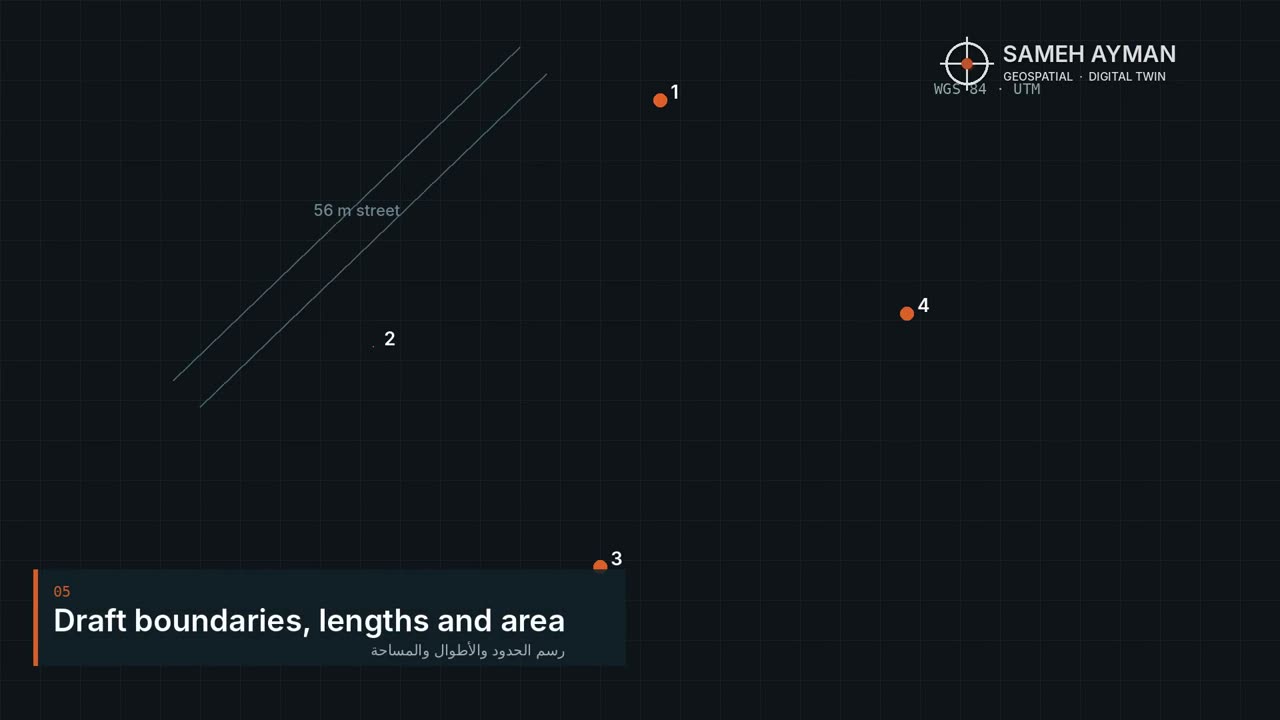 SAMEH AYMAN
GEOSPATIAL · DIGITAL TWIN
WGS 84 · UTM
1
56 m street
4
2
3
05
Draft boundaries, lengths and area
رسم الحدود والأطوال والمساحة